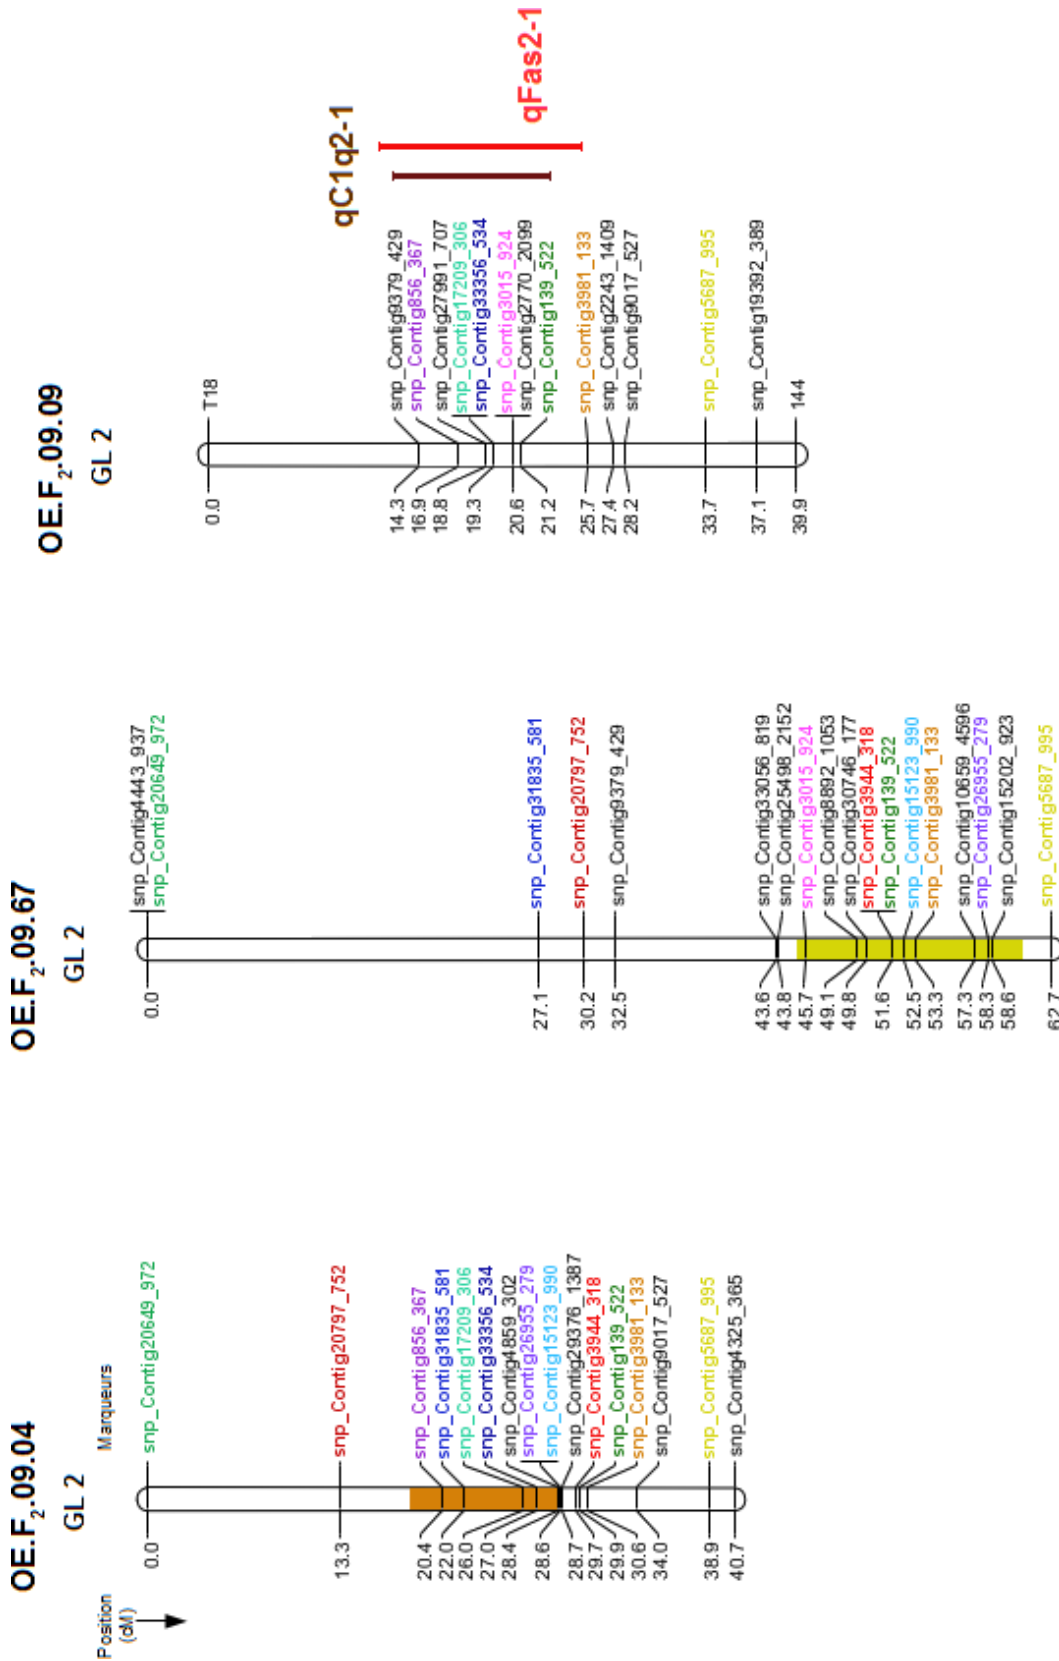 OE.F2.09.04
GL 2
Position
(cM)
Marqueurs
0.0
snp_Contig20649_972
13.3
snp_Contig20797_752
20.4
snp_Contig856_367
22.0
snp_Contig31835_581
26.0
snp_Contig17209_306
27.0
snp_Contig33356_534
28.4
snp_Contig4859_302
28.6
snp_Contig26955_279
snp_Contig15123_990
28.7
snp_Contig29376_1387
29.7
snp_Contig3944_318
29.9
snp_Contig139_522
30.6
snp_Contig3981_133
34.0
snp_Contig9017_527
38.9
snp_Contig5687_995
40.7
snp_Contig4325_365
OE.F2.09.67
GL 2
0.0
snp_Contig4443_937
snp_Contig20649_972
27.1
snp_Contig31835_581
30.2
snp_Contig20797_752
32.5
snp_Contig9379_429
43.6
snp_Contig33056_819
43.8
snp_Contig25498_2152
45.7
snp_Contig3015_924
49.1
snp_Contig8892_1053
49.8
snp_Contig30746_177
51.6
snp_Contig3944_318
snp_Contig139_522
52.5
snp_Contig15123_990
53.3
snp_Contig3981_133
57.3
snp_Contig10659_4596
58.3
snp_Contig26955_279
58.6
snp_Contig15202_923
62.7
snp_Contig5687_995
OE.F2.09.09
GL 2
0.0
T18
14.3
snp_Contig9379_429
16.9
snp_Contig856_367
18.8
snp_Contig27991_707
19.3
snp_Contig17209_306
snp_Contig33356_534
20.6
snp_Contig3015_924
snp_Contig2770_2099
21.2
snp_Contig139_522
25.7
snp_Contig3981_133
27.4
snp_Contig2243_1409
28.2
snp_Contig9017_527
33.7
snp_Contig5687_995
37.1
snp_Contig19392_389
39.9
144
qC1q2-1
qFas2-1